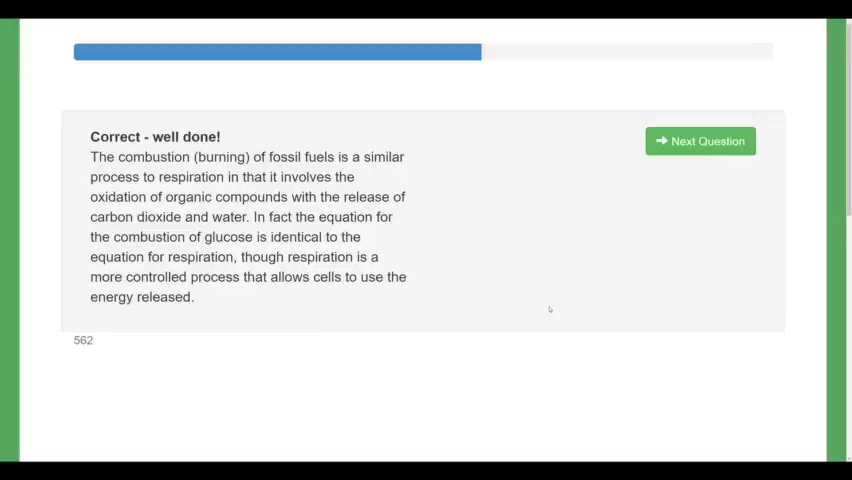 Correct - well done!
Next Question
The combustion (burning) of fossil fuels is a similar
process to respiration in that it involves the
oxidation of organic compounds with the release of
carbon dioxide and water. In fact the equation for
the combustion of glucose is identical to the
equation for respiration, though respiration is a
more controlled process that allows cells to use the
energy released.
562